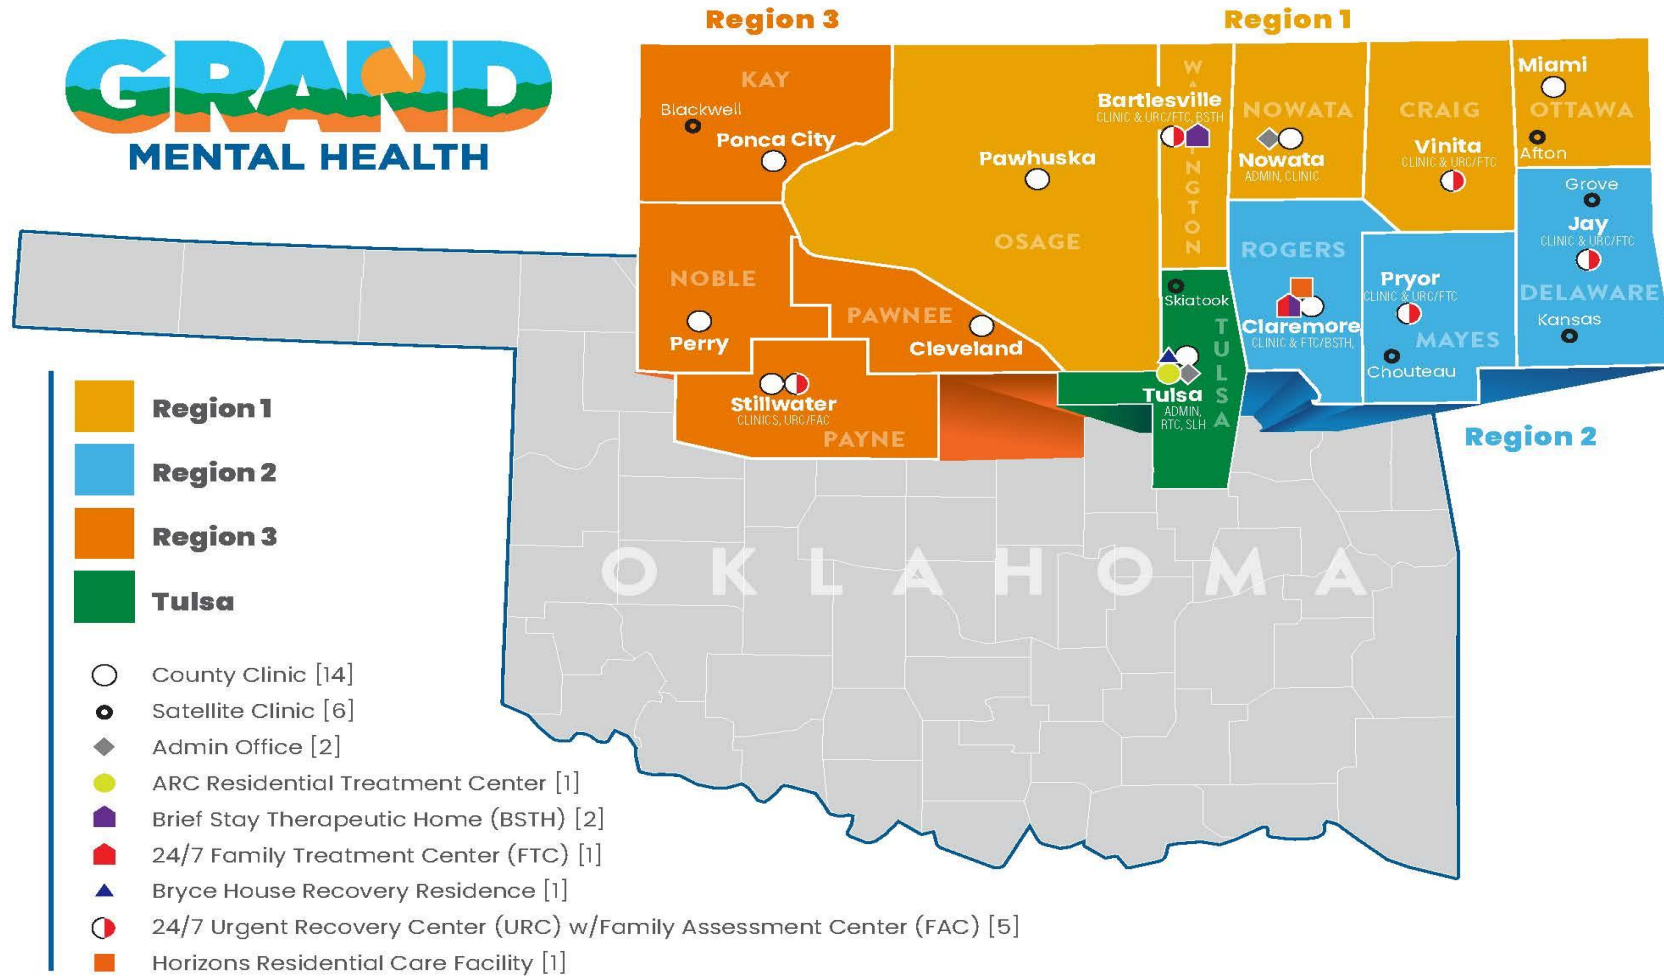 GRAND
MENTAL HEALTH
Region 3
Region 1
KAY
Blackwell
Ponca City
Pawhuska
OSAGE
Bartlesville
CLINIC & URC/FTC, BSTH
NOWATA
Nowata
ADMIN, CLINIC
CRAIG
Vinita
CLINIC & URC/FTC
Miami
OTTAWA
Afton
NOBLE
Perry
PAWNEE
Cleveland
Stillwater
CLINICS, URC/FAC
PAYNE
Skiatook
TULSA
Tulsa
ADMIN,
RTC, SLH
ROGERS
Claremore
CLINIC & FTC/BSTH,
Pryor
CLINIC & URC/FTC
MAYES
Chouteau
Grove
Jay
CLINIC & URC/FTC
DELAWARE
Kansas
Region 2
OKLAHOMA
Region 1
Region 2
Region 3
Tulsa
County Clinic [14]
Satellite Clinic [6]
Admin Office [2]
ARC Residential Treatment Center [1]
Brief Stay Therapeutic Home (BSTH) [2]
24/7 Family Treatment Center (FTC) [1]
Bryce House Recovery Residence [1]
24/7 Urgent Recovery Center (URC) w/Family Assessment Center (FAC) [5]
Horizons Residential Care Facility [1]